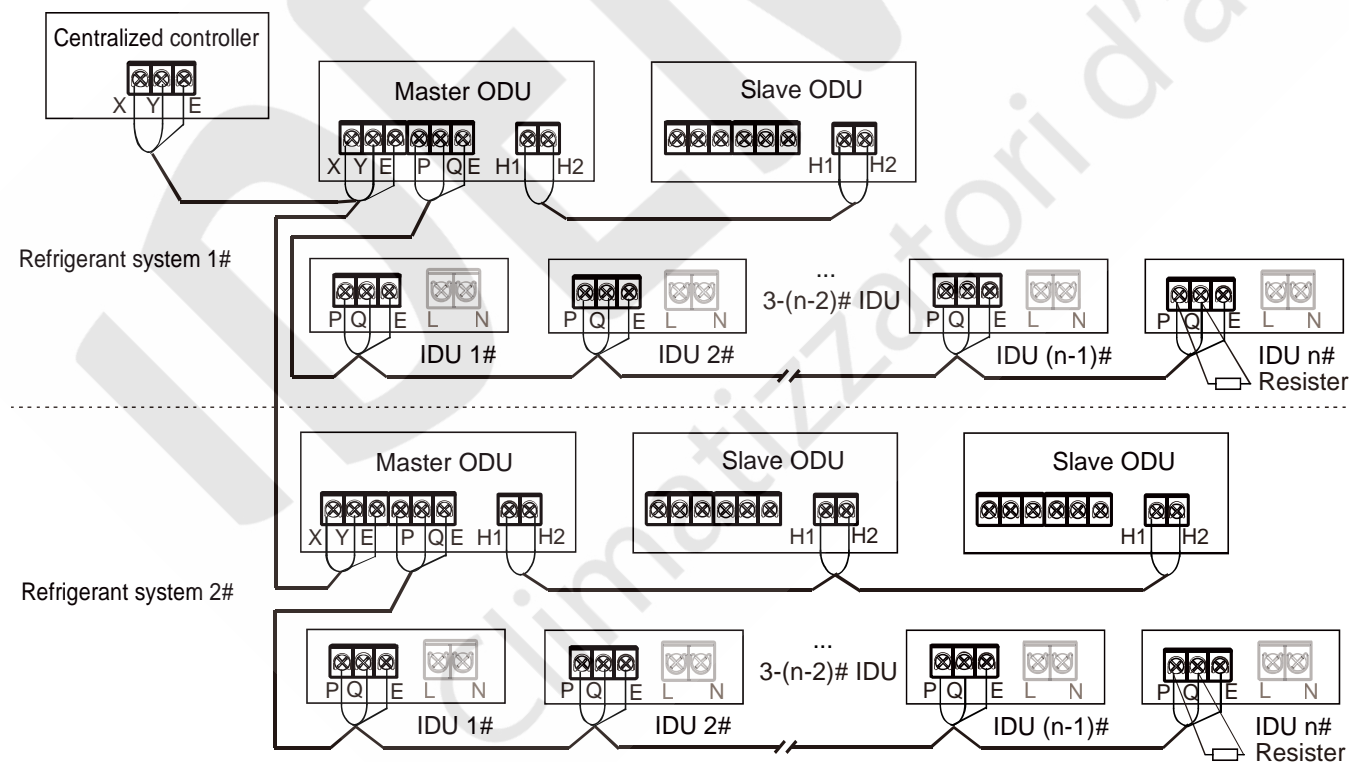 Centralized controller
X Y E
Master ODU
X Y E P Q E H1 H2
Slave ODU
H1 H2
Refrigerant system 1#
P Q E L N
IDU 1#
P Q E L N
IDU 2#
...
3-(n-2)# IDU
P Q E L N
IDU (n-1)#
P Q E L N
IDU n#
Resister
Master ODU
X Y E P Q E H1 H2
Slave ODU
H1 H2
Slave ODU
H1 H2
Refrigerant system 2#
P Q E L N
IDU 1#
P Q E L N
IDU 2#
...
3-(n-2)# IDU
P Q E L N
IDU (n-1)#
P Q E L N
IDU n#
Resister
Climatizzatori d'a